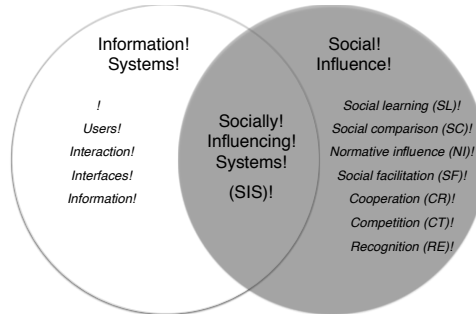 Information!
Systems!
!
Users!
Interaction!
Interfaces!
Information!
Socially!
Influencing!
Systems!
(SIS)!
Social!
Influence!
Social learning (SL)!
Social comparison (SC)!
Normative influence (NI)!
Social facilitation (SF)!
Cooperation (CR)!
Competition (CT)!
Recognition (RE)!